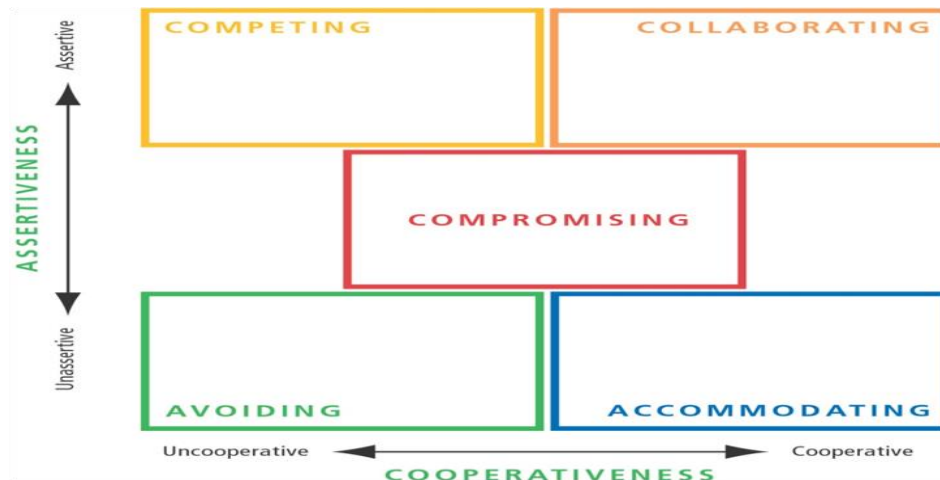 COMPETING
COLLABORATING
Assertive
ASSERTIVENESS
COMPROMISING
Unassertive
AVOIDING
ACCOMMODATING
Uncooperative
Cooperative
COOPERATIVENESS